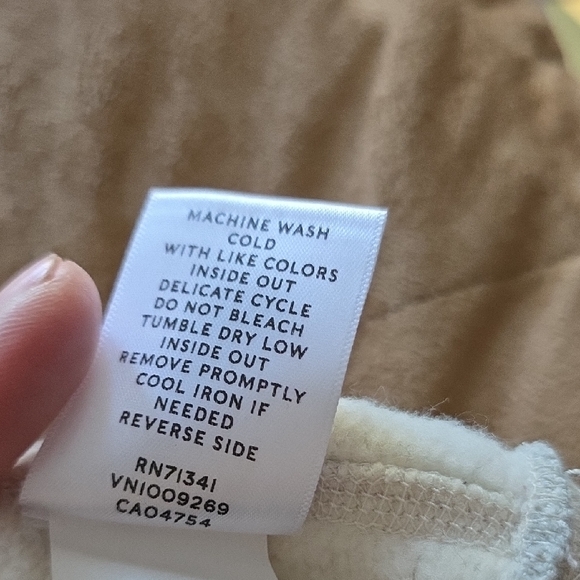 MACHINE WASH
COLD
WITH LIKE COLORS
INSIDE OUT
DELICATE CYCLE
DO NOT BLEACH
TUMBLE DRY LOW
INSIDE OUT
REMOVE PROMPTLY
COOL IRON IF
NEEDED
REVERSE SIDE
RN71341
VN1009269
CA04754